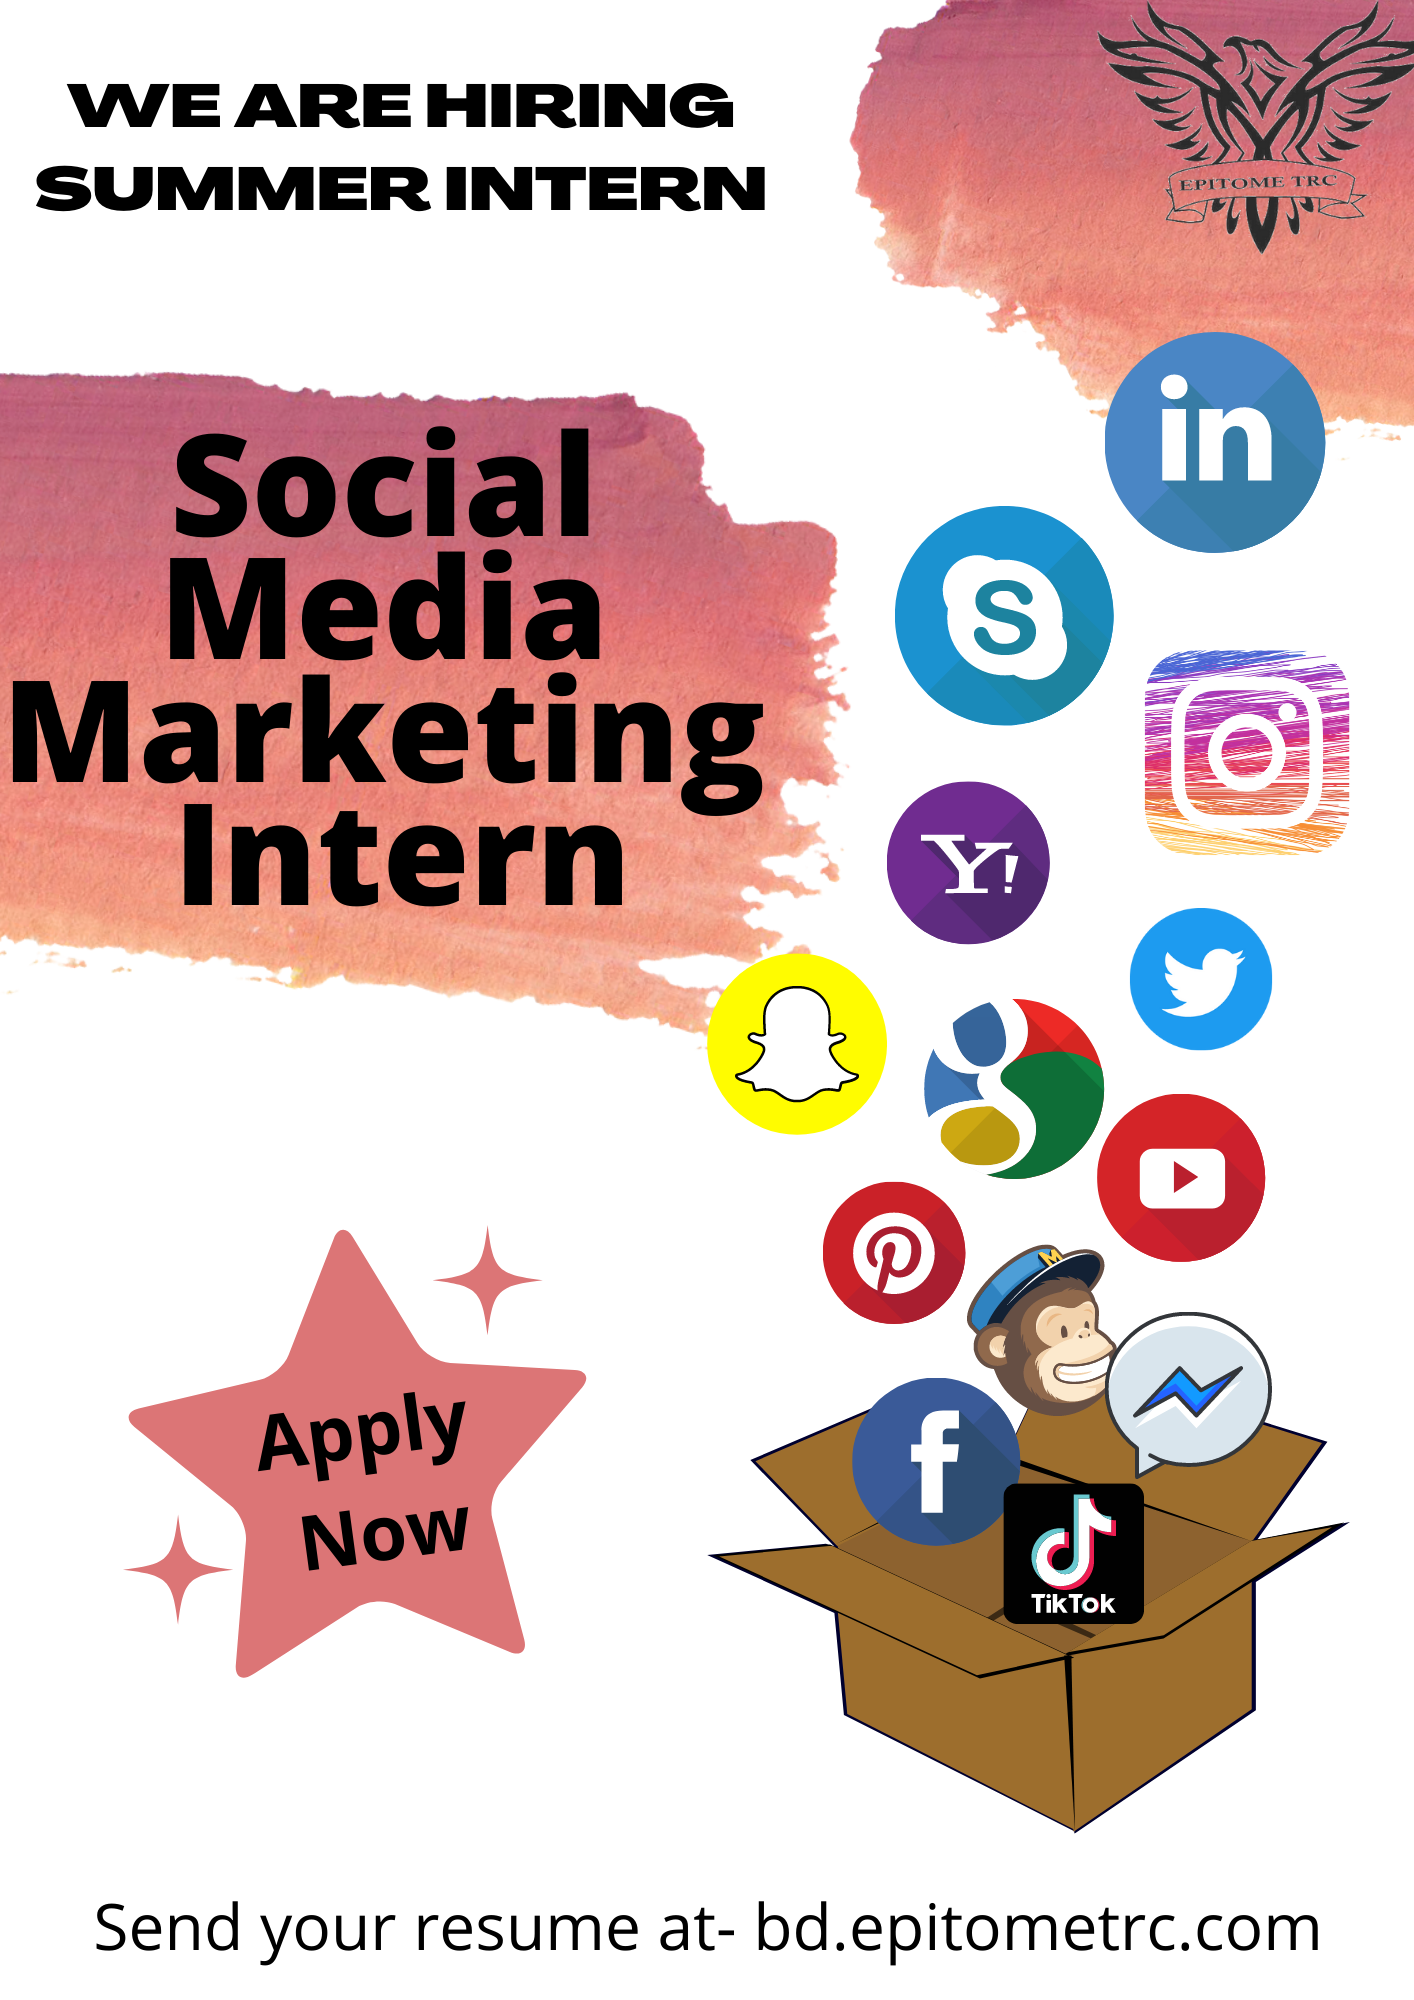 WE ARE HIRING
SUMMER INTERN
EPITOME TRC
Social
Media
Marketing
Intern
in
S
Y!
M
f
TikTok
Apply
Now
Send your resume at- bd.epitometrc.com